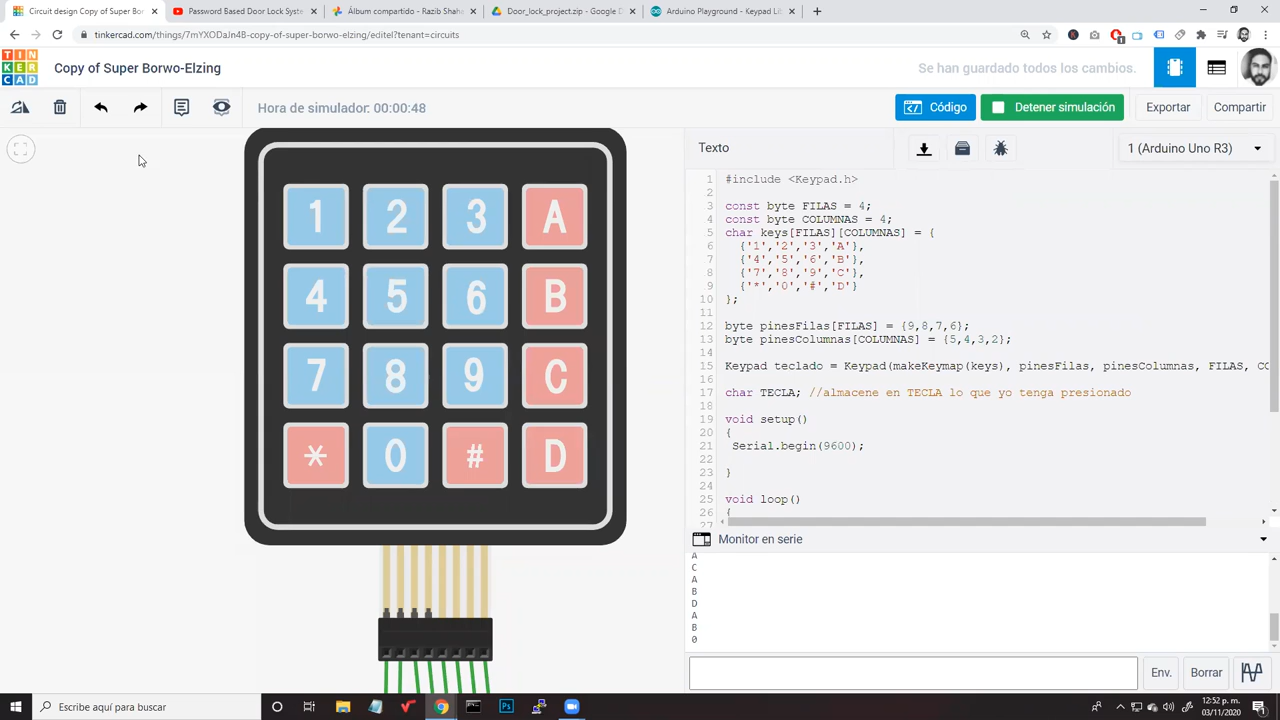 Circuit design Copy of Super Bor
Password Based Door Lock Syste
Álbum compartido - Razib Shahe
Door_lock_project.zip - Google D
Arduino Playground - Keypad Lib
tinkercad.com/things/7mYXODaJn4B-copy-of-super-borwo-elzing/editel?tenant=circuits
TIN
KER
CAD
Copy of Super Borwo-Elzing
Se han guardado todos los cambios.
Hora de simulador: 00:00:48
Código
Detener simulación
Exportar
Compartir
Texto
1 (Arduino Uno R3)
1 2 3 A
4 5 6 B
7 8 9 C
* 0 # D
1 #include <Keypad.h>
2
3 const byte FILAS = 4;
4 const byte COLUMNAS = 4;
5 char keys[FILAS][COLUMNAS] = {
6 {'1','2','3','A'},
7 {'4','5','6','B'},
8 {'7','8','9','C'},
9 {'*','0','#','D'}
10 };
11
12 byte pinesFilas[FILAS] = {9,8,7,6};
13 byte pinesColumnas[COLUMNAS] = {5,4,3,2};
14
15 Keypad teclado = Keypad(makeKeymap(keys), pinesFilas, pinesColumnas, FILAS, CO
16
17 char TECLA; //almacene en TECLA lo que yo tenga presionado
18
19 void setup()
20 {
21 Serial.begin(9600);
22
23 }
24
25 void loop()
26 {
27
Monitor en serie
A
C
A
B
D
A
B
0
Env.
Borrar
Escribe aquí para buscar
12:52 p. m.
03/11/2020